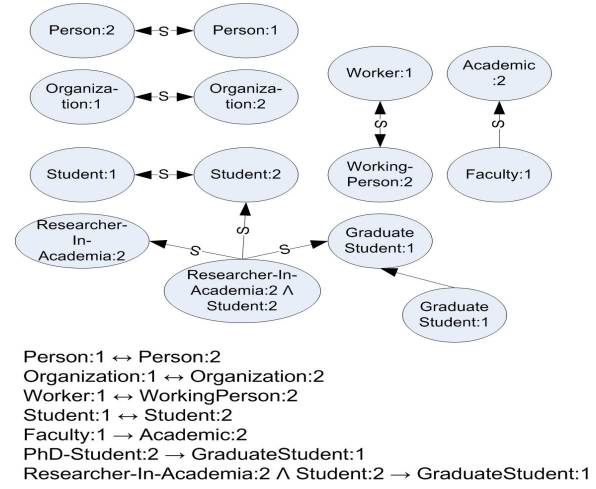 Person:2
S
Person:1
Organiza-
tion:1
S
Organiza-
tion:2
Worker:1
Academic
:2
S
S
Student:1
S
Student:2
Working-
Person:2
Faculty:1
S
Researcher-
In-
Academia:2
S
S
Graduate
Student:1
Researcher-In-
Academia:2 Λ
Student:2
Graduate
Student:1
Person:1 ↔ Person:2
Organization:1 ↔ Organization:2
Worker:1 ↔ WorkingPerson:2
Student:1 ↔ Student:2
Faculty:1 → Academic:2
PhD-Student:2 → GraduateStudent:1
Researcher-In-Academia:2 Λ Student:2 → GraduateStudent:1